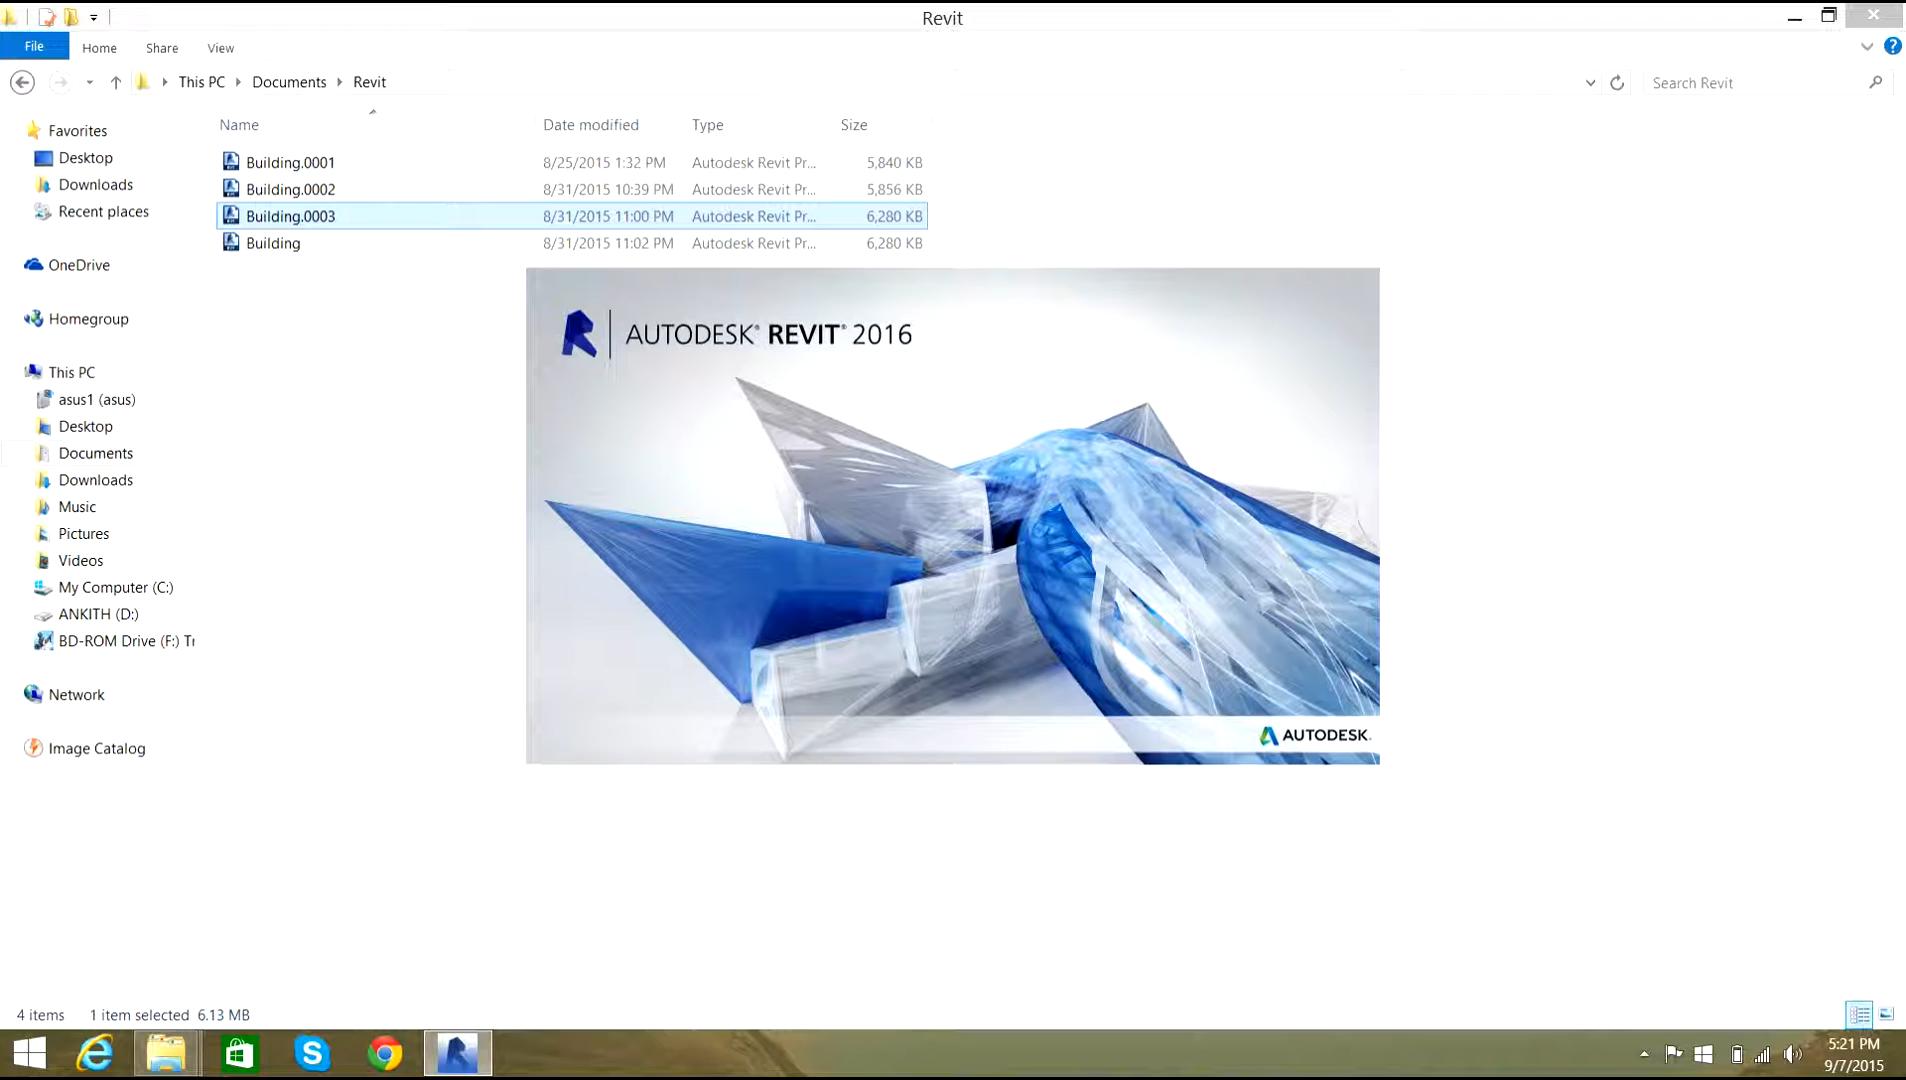 Revit
File Home Share View
This PC Documents Revit
Search Revit
Name Date modified Type Size
Building.0001 8/25/2015 1:32 PM Autodesk Revit Pr... 5,840 KB
Building.0002 8/31/2015 10:39 PM Autodesk Revit Pr... 5,856 KB
Building.0003 8/31/2015 11:00 PM Autodesk Revit Pr... 6,280 KB
Building 8/31/2015 11:02 PM Autodesk Revit Pr... 6,280 KB
Favorites
Desktop
Downloads
Recent places
OneDrive
Homegroup
This PC
asus1 (asus)
Desktop
Documents
Downloads
Music
Pictures
Videos
My Computer (C:)
ANKITH (D:)
BD-ROM Drive (F:) Tr
Network
Image Catalog
AUTODESK® REVIT® 2016
AUTODESK.
4 items 1 item selected 6.13 MB
5:21 PM
9/7/2015